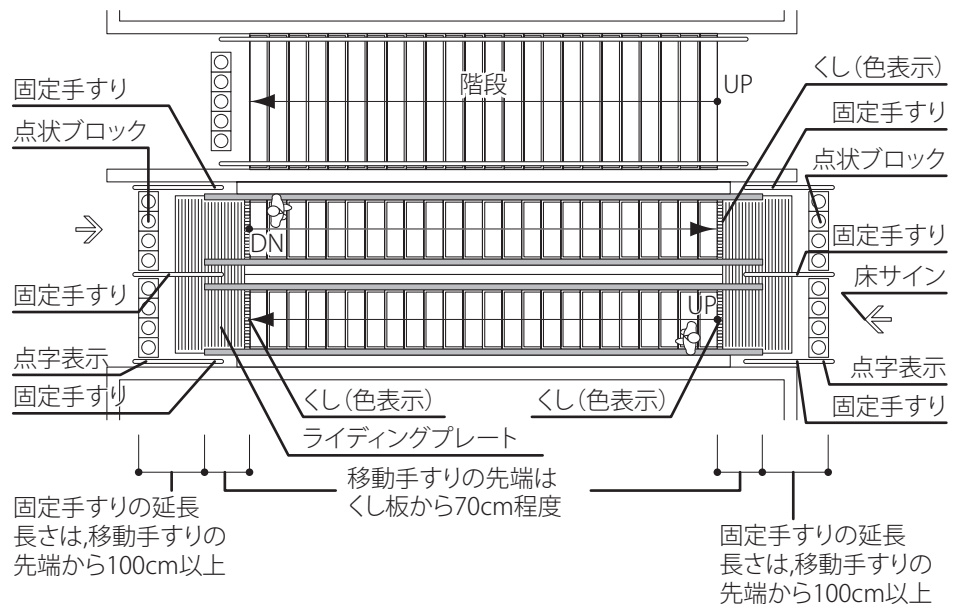 階段
UP
くし（色表示）
固定手すり
固定手すり
点状ブロック
点状ブロック
DN
固定手すり
床サイン
固定手すり
UP
点字表示
点字表示
固定手すり
くし（色表示）
くし（色表示）
固定手すり
ライディングプレート
移動手すりの先端は
くし板から70cm程度
固定手すりの延長
長さは,移動手すりの
先端から100cm以上
固定手すりの延長
長さは,移動手すりの
先端から100cm以上